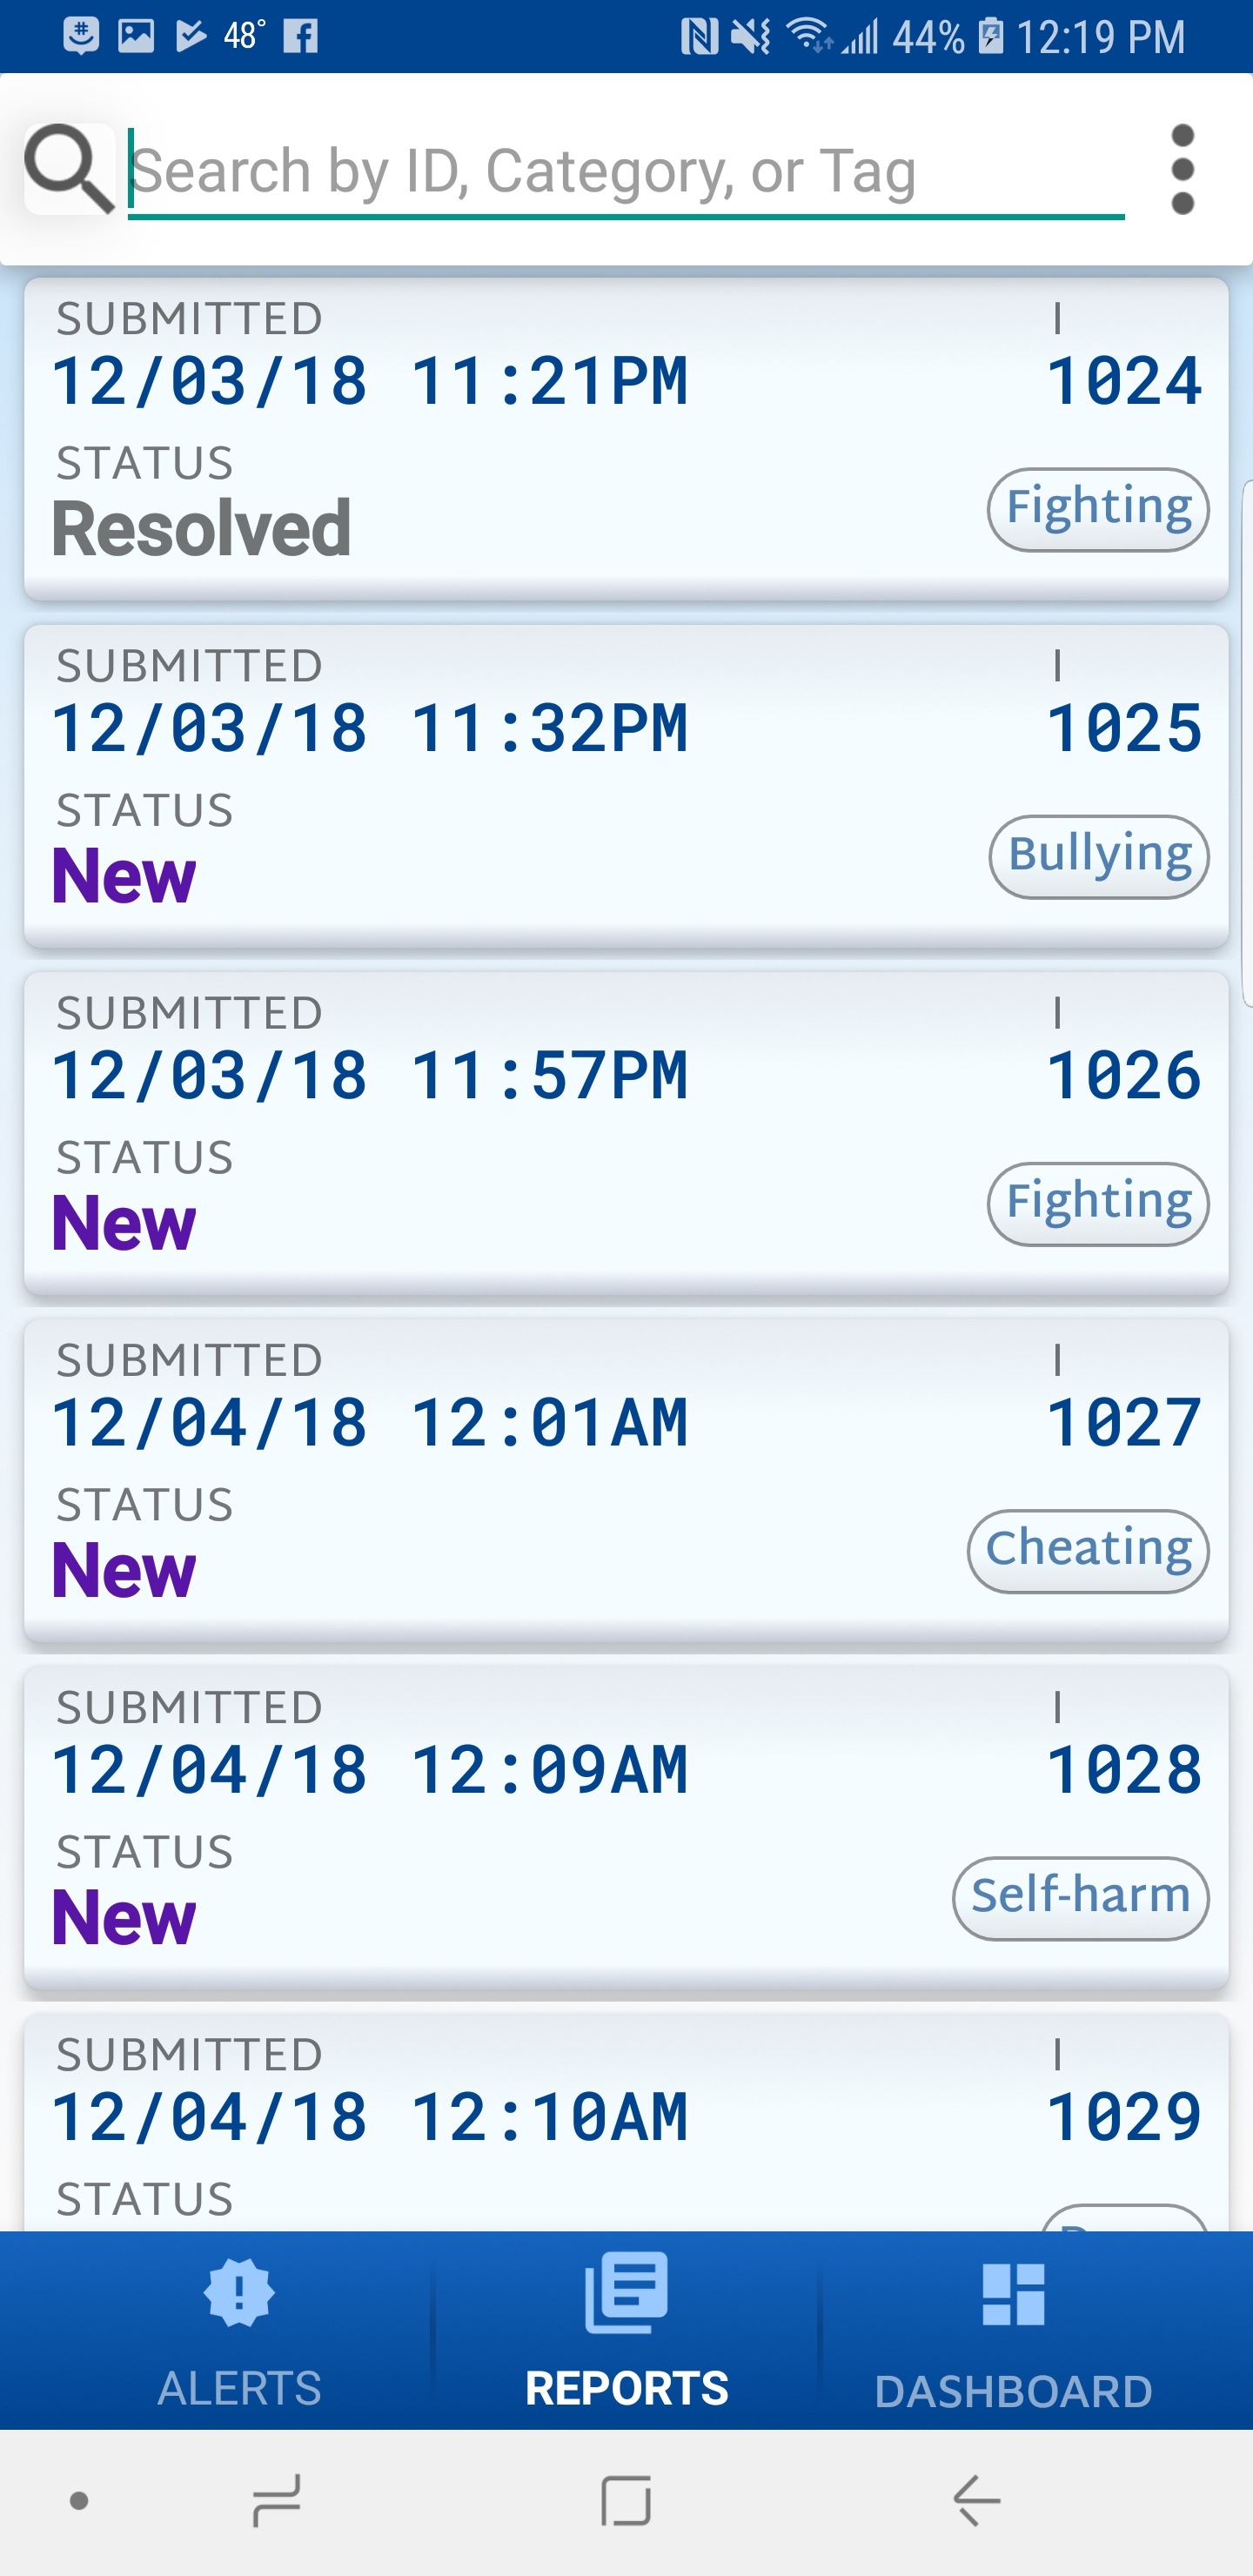 48° 44% 12:19 PM
Search by ID, Category, or Tag
SUBMITTED I
12/03/18 11:21PM 1024
STATUS
Resolved Fighting
SUBMITTED I
12/03/18 11:32PM 1025
STATUS
New Bullying
SUBMITTED I
12/03/18 11:57PM 1026
STATUS
New Fighting
SUBMITTED I
12/04/18 12:01AM 1027
STATUS
New Cheating
SUBMITTED I
12/04/18 12:09AM 1028
STATUS
New Self-harm
SUBMITTED I
12/04/18 12:10AM 1029
STATUS
ALERTS REPORTS DASHBOARD